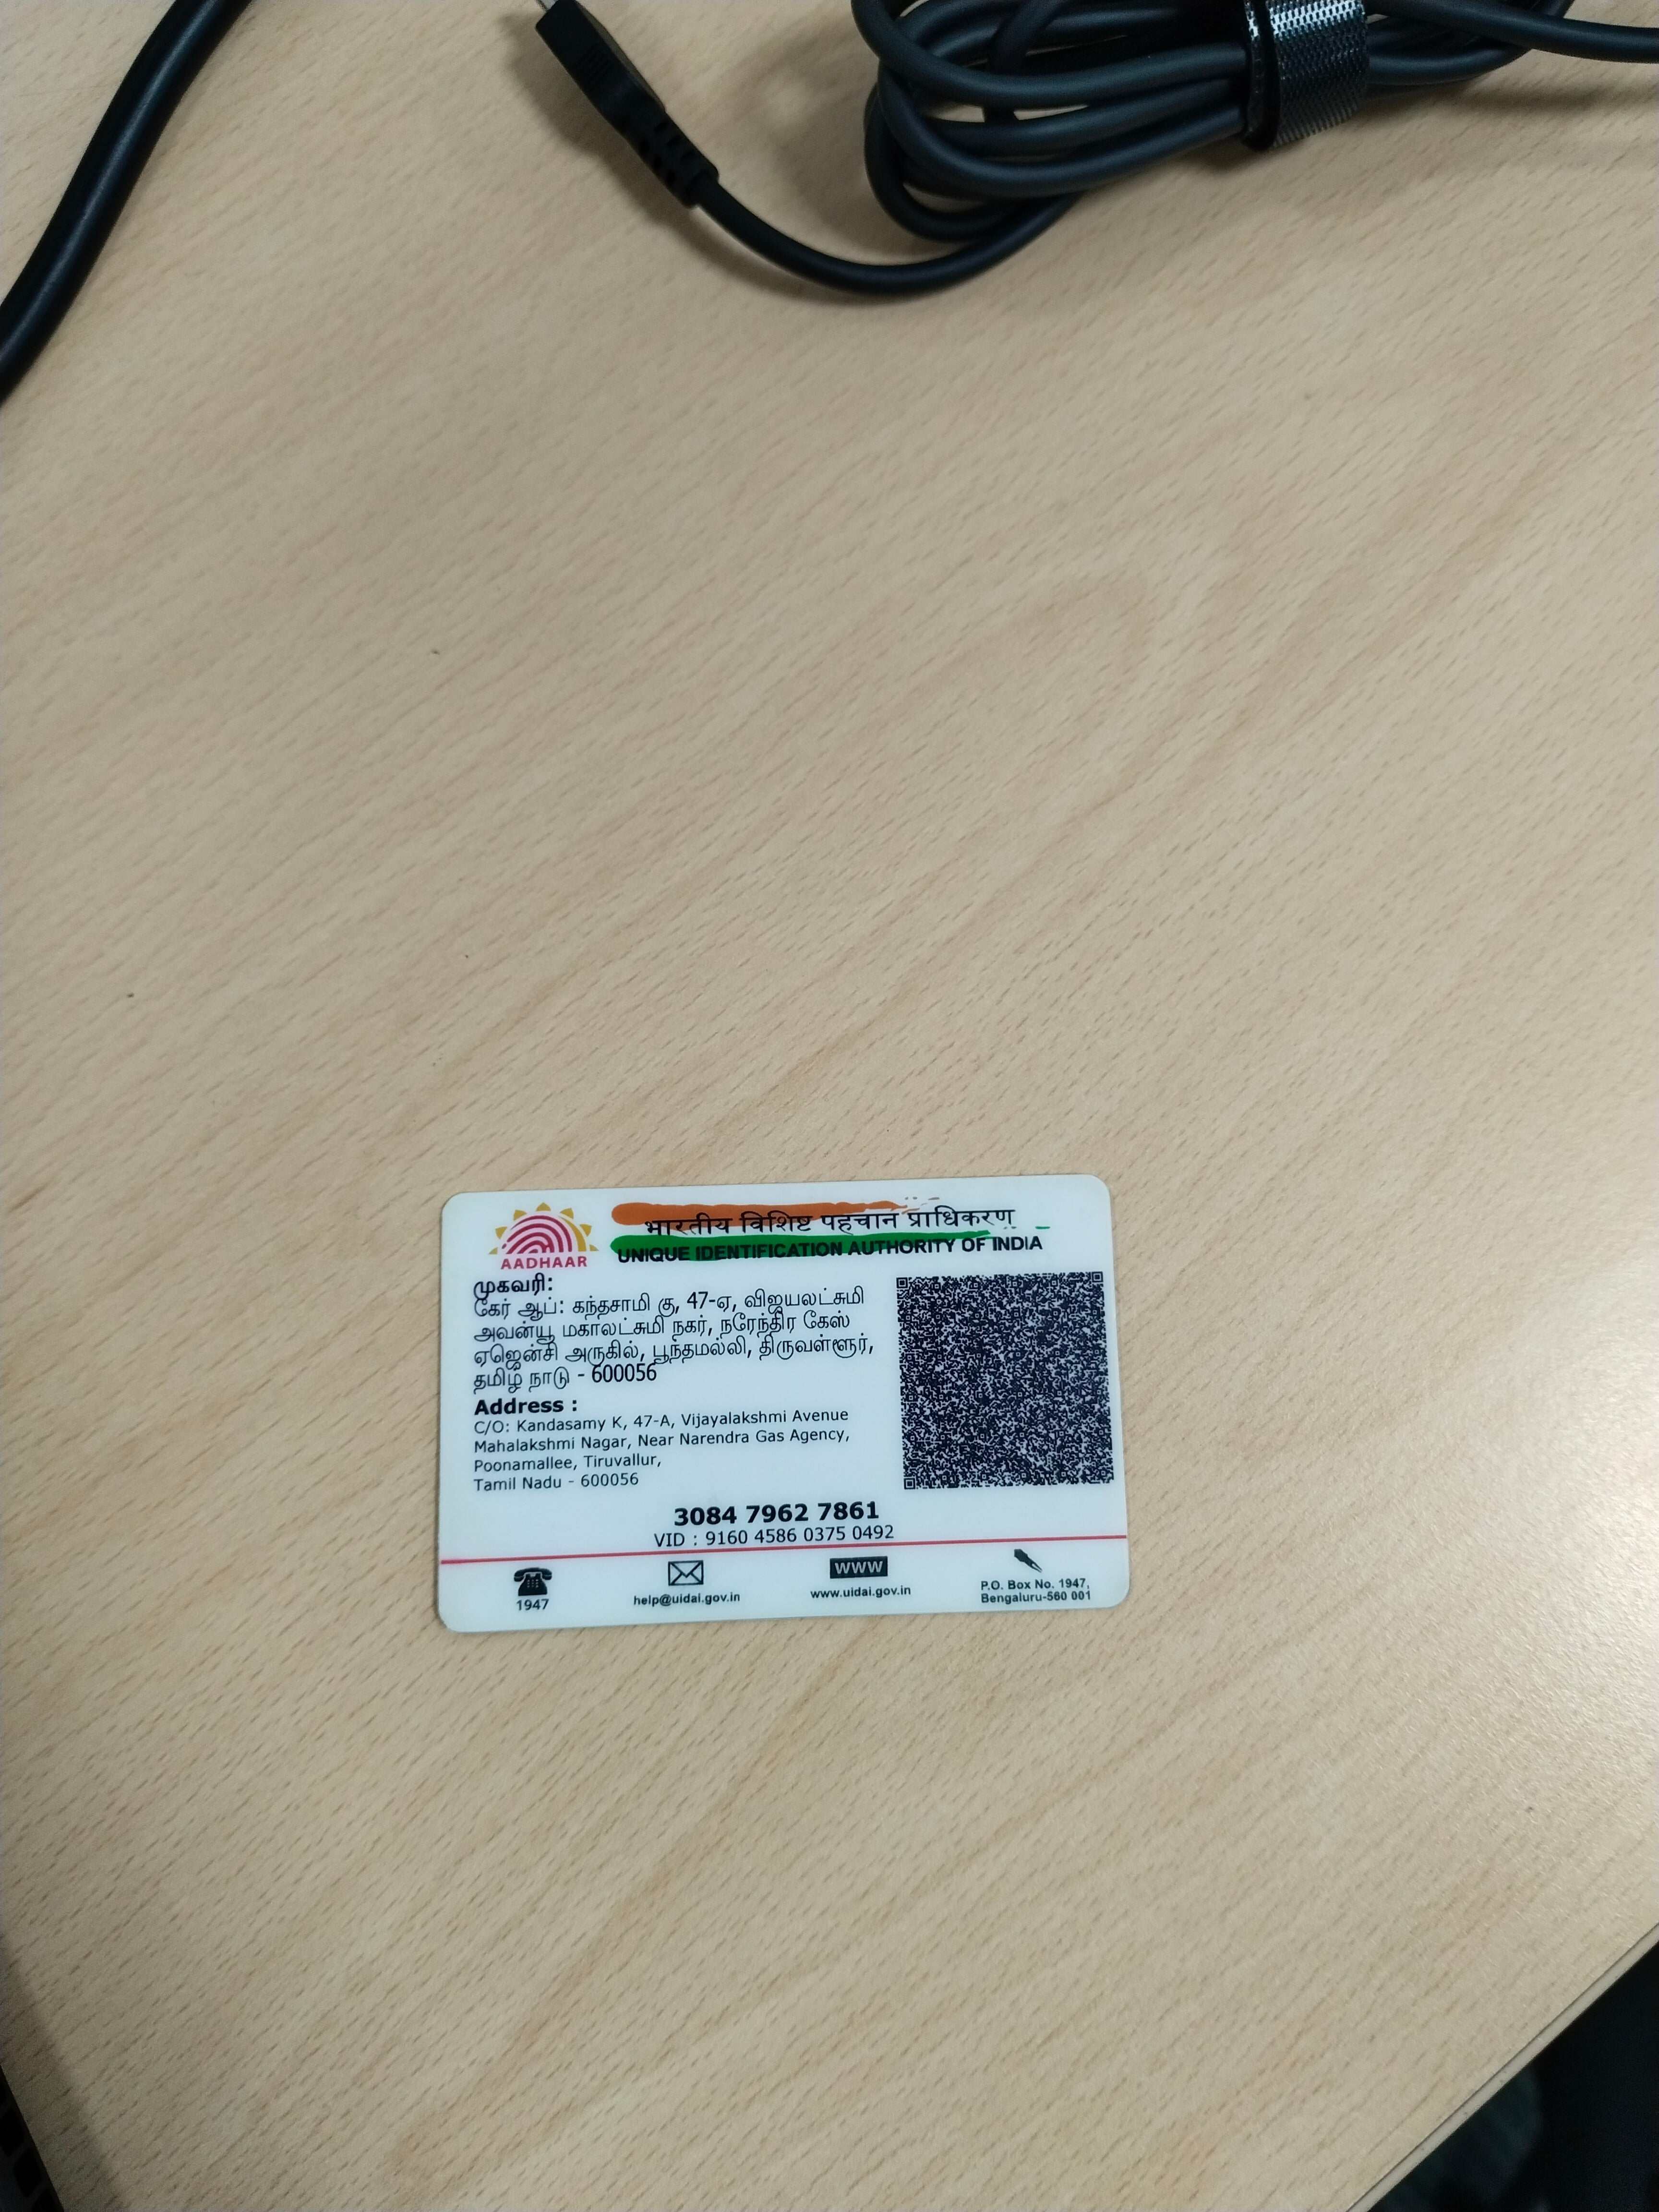 भारतीय विशिष्ट पहचान प्राधिकरण
UNIQUE IDENTIFICATION AUTHORITY OF INDIA
AADHAAR
முகவரி:
கேர் ஆப்: கந்தசாமி கு, 47-ஏ, விஜயலட்சுமி
அவன்யூ மகாலட்சுமி நகர், நரேந்திர கேஸ்
ஏஜென்சி அருகில், பூந்தமல்லி, திருவள்ளூர்,
தமிழ் நாடு - 600056
Address :
C/O: Kandasamy K, 47-A, Vijayalakshmi Avenue
Mahalakshmi Nagar, Near Narendra Gas Agency,
Poonamallee, Tiruvallur,
Tamil Nadu - 600056
3084 7962 7861
VID : 9160 4586 0375 0492
1947
help@uidai.gov.in
www
www.uidai.gov.in
P.O. Box No. 1947,
Bengaluru-560 001